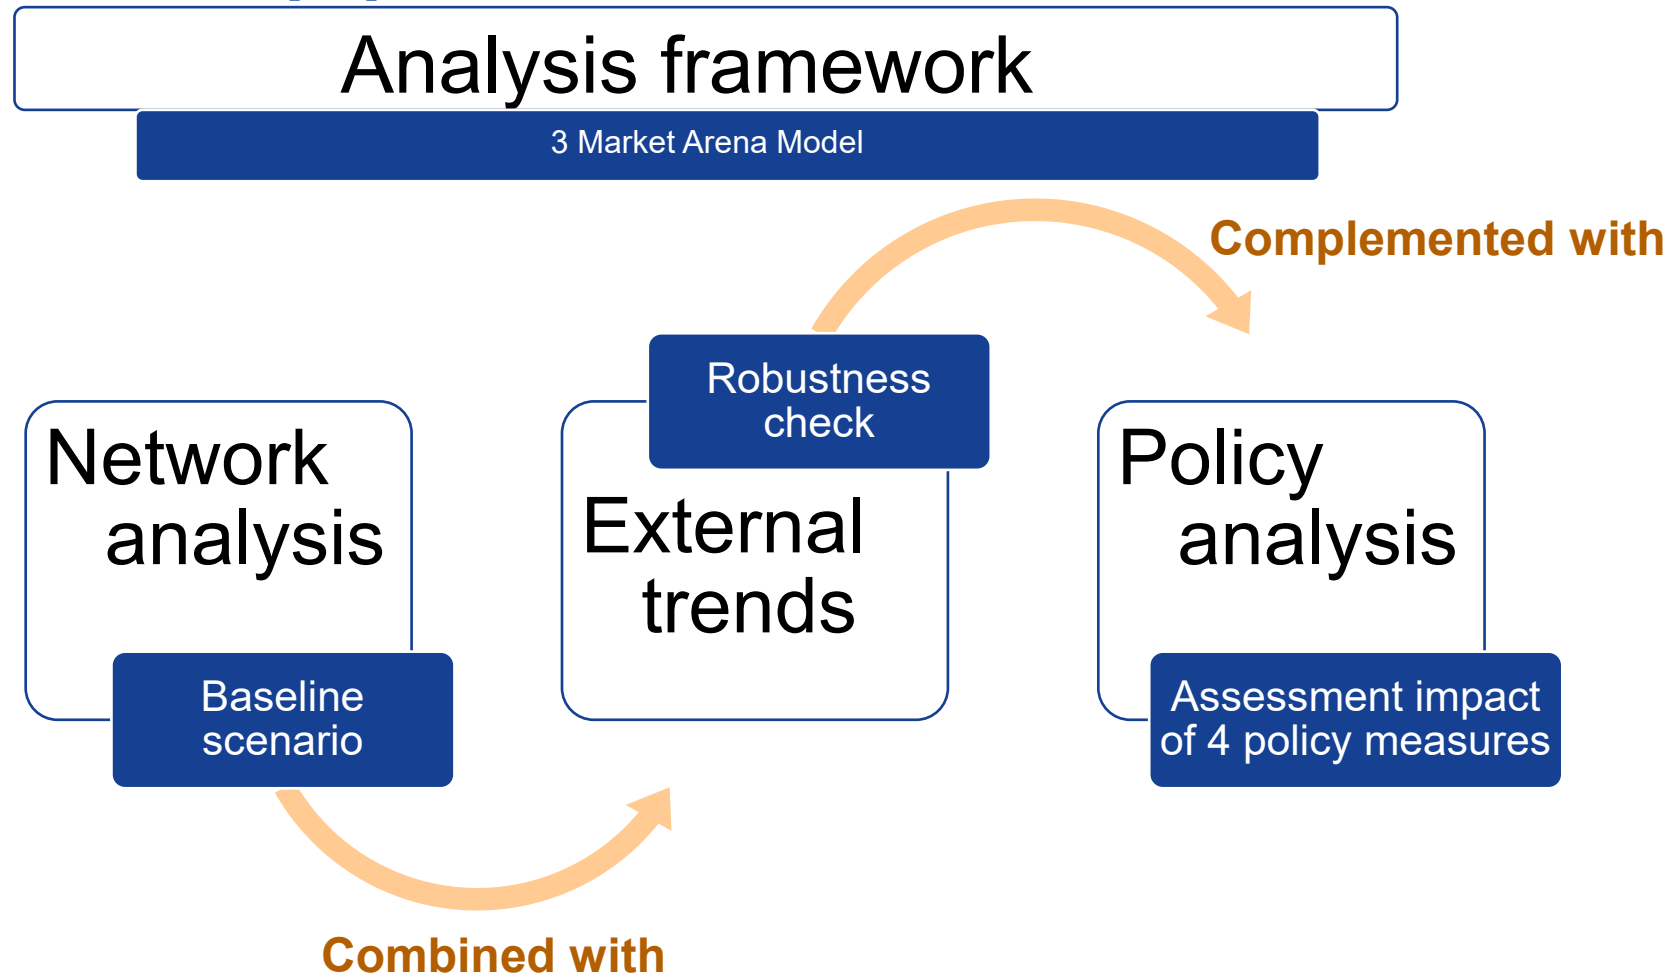 Analysis framework
3 Market Arena Model
Complemented with
Robustness
check
Network
analysis
External
trends
Policy
analysis
Baseline
scenario
Assessment impact
of 4 policy measures
Combined with